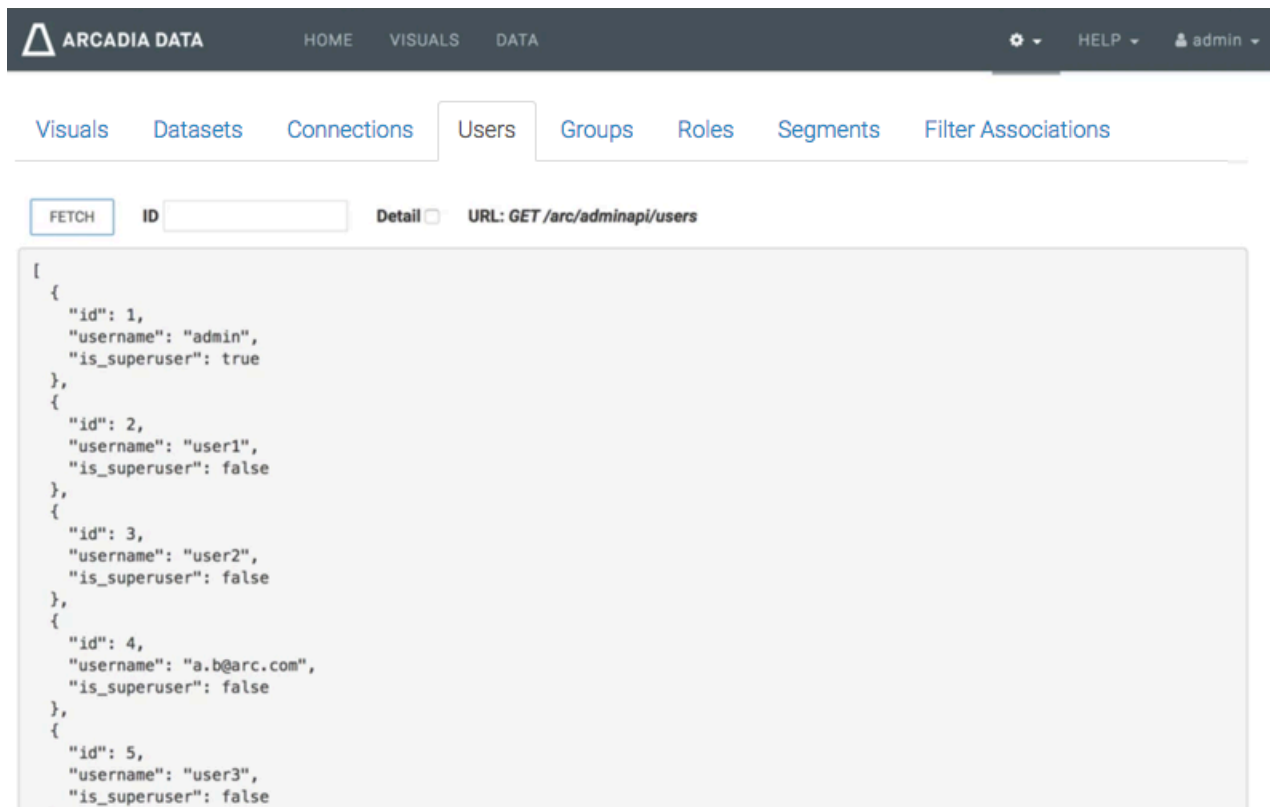 ARCADIA DATA HOME VISUALS DATA HELP admin
Visuals Datasets Connections Users Groups Roles Segments Filter Associations
FETCH ID Detail URL: GET /arc/adminapi/users
[
  {
    "id": 1,
    "username": "admin",
    "is_superuser": true
  },
  {
    "id": 2,
    "username": "user1",
    "is_superuser": false
  },
  {
    "id": 3,
    "username": "user2",
    "is_superuser": false
  },
  {
    "id": 4,
    "username": "a.b@arc.com",
    "is_superuser": false
  },
  {
    "id": 5,
    "username": "user3",
    "is_superuser": false